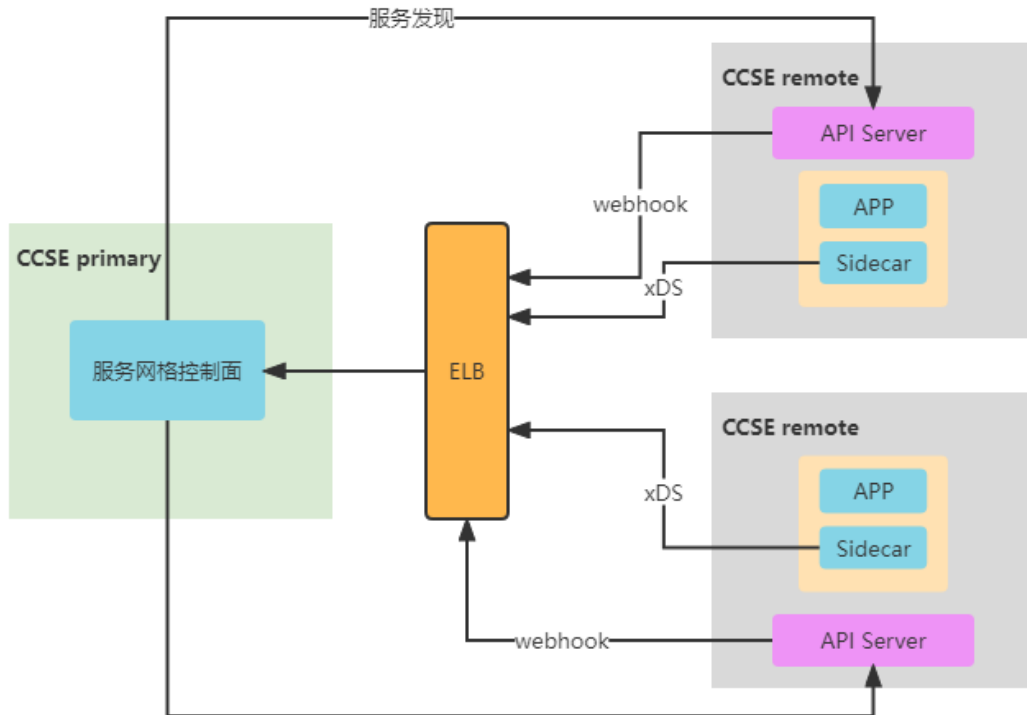 服务发现
CCSE remote
API Server
webhook
APP
CCSE primary
Sidecar
xDS
服务网格控制面
ELB
CCSE remote
APP
xDS
Sidecar
webhook
API Server